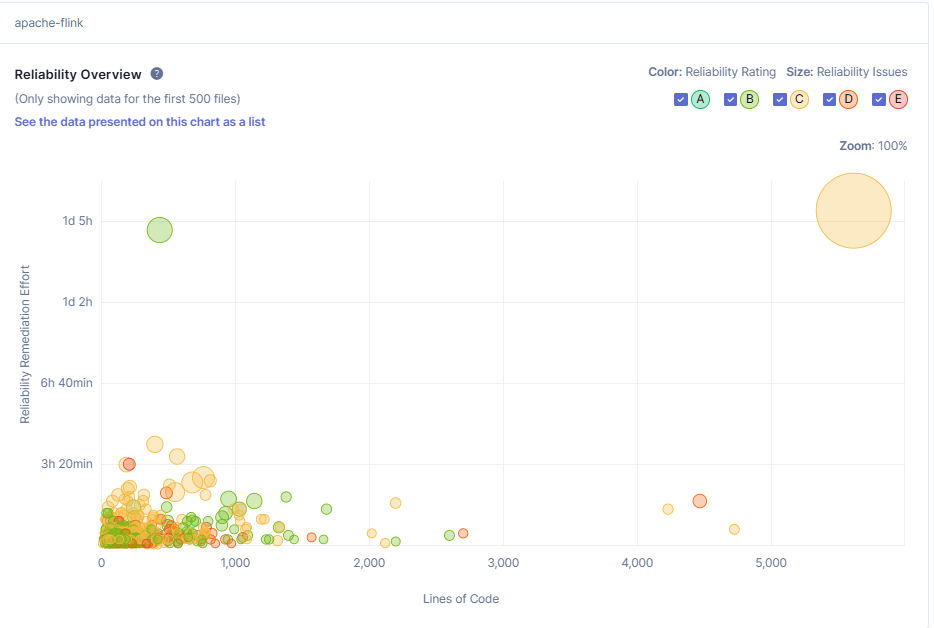 apache-flink
Reliability Overview ?
Color: Reliability Rating Size: Reliability Issues
(Only showing data for the first 500 files)
A B C D E
See the data presented on this chart as a list
Zoom: 100%
1d 5h
1d 2h
6h 40min
3h 20min
Reliability Remediation Effort
0 1,000 2,000 3,000 4,000 5,000
Lines of Code